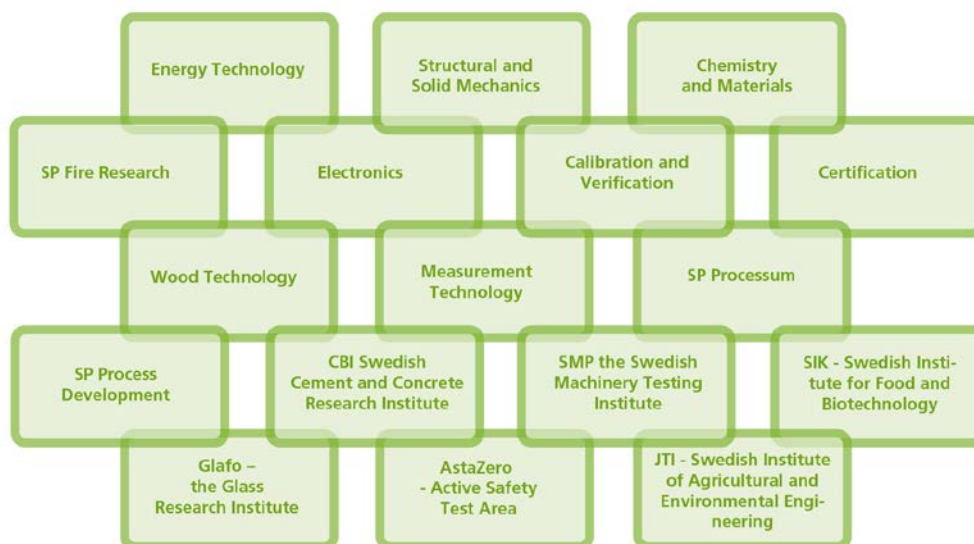 Energy Technology
Structural and
Solid Mechanics
Chemistry
and Materials
SP Fire Research
Electronics
Calibration and
Verification
Certification
Wood Technology
Measurement
Technology
SP Processum
SP Process
Development
CBI Swedish
Cement and Concrete
Research Institute
SMP the Swedish
Machinery Testing
Institute
SIK - Swedish Insti-
tute for Food and
Biotechnology
Glafo –
the Glass
Research Institute
AstaZero
- Active Safety
Test Area
JTI - Swedish Institute
of Agricultural and
Environmental Engi-
neering